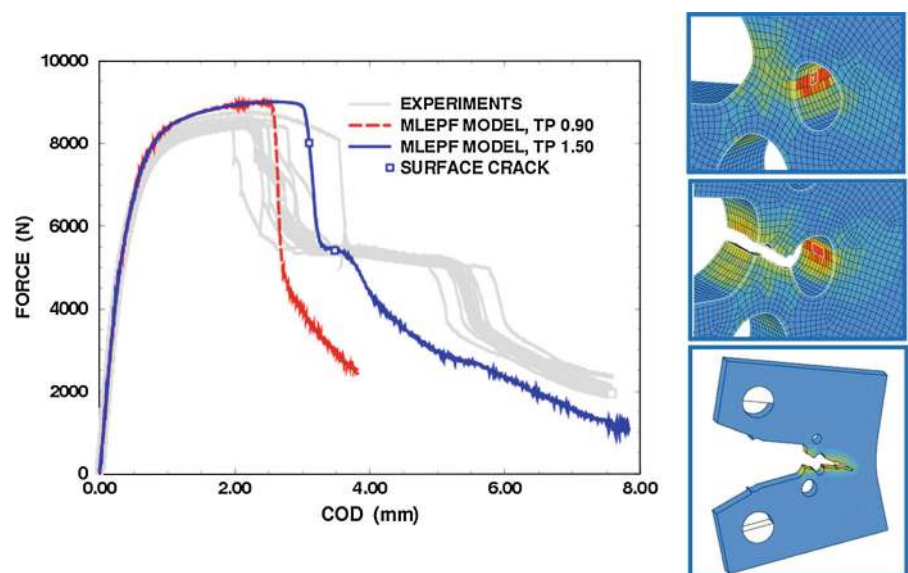 10000
8000
6000
4000
2000
0
FORCE (N)
EXPERIMENTS
MLEPF MODEL, TP 0.90
MLEPF MODEL, TP 1.50
SURFACE CRACK
0.00 2.00 4.00 6.00 8.00
COD (mm)